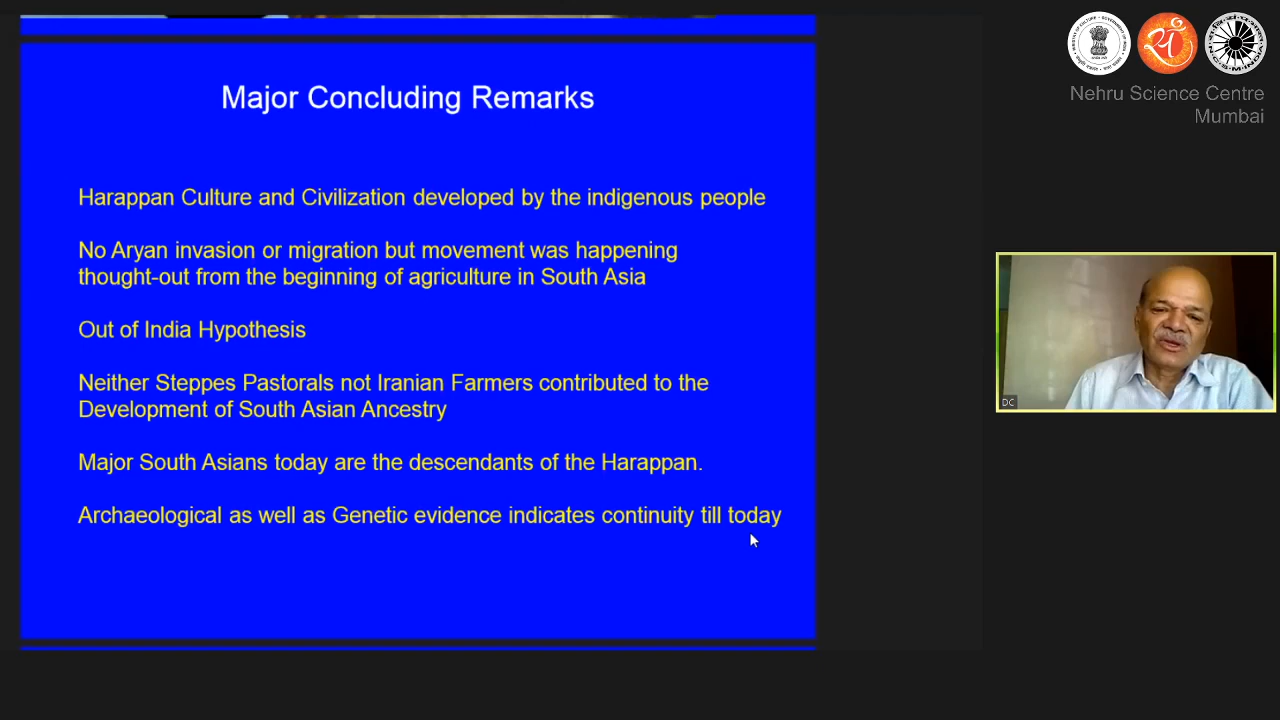 Major Concluding Remarks
Harappan Culture and Civilization developed by the indigenous people
No Aryan invasion or migration but movement was happening
thought-out from the beginning of agriculture in South Asia
Out of India Hypothesis
Neither Steppes Pastorals not Iranian Farmers contributed to the
Development of South Asian Ancestry
Major South Asians today are the descendants of the Harappan.
Archaeological as well as Genetic evidence indicates continuity till today
Nehru Science Centre
Mumbai
DC